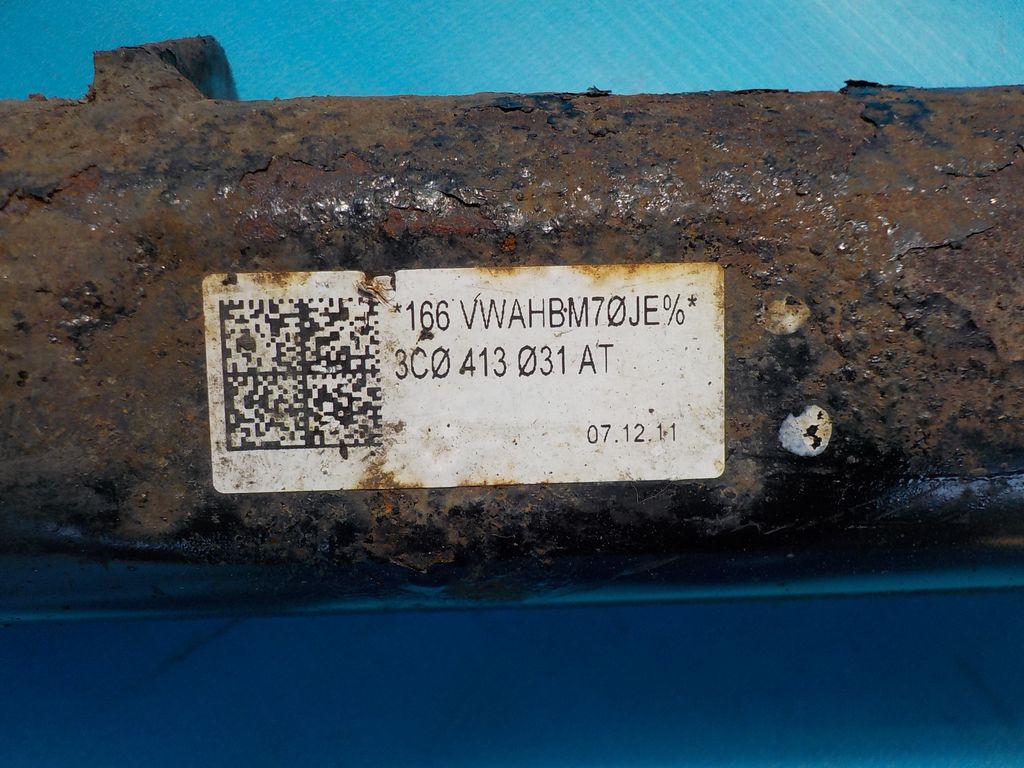 *166 VWAHBM7ØJE%*
3CØ 413 Ø31 AT
07.12.11